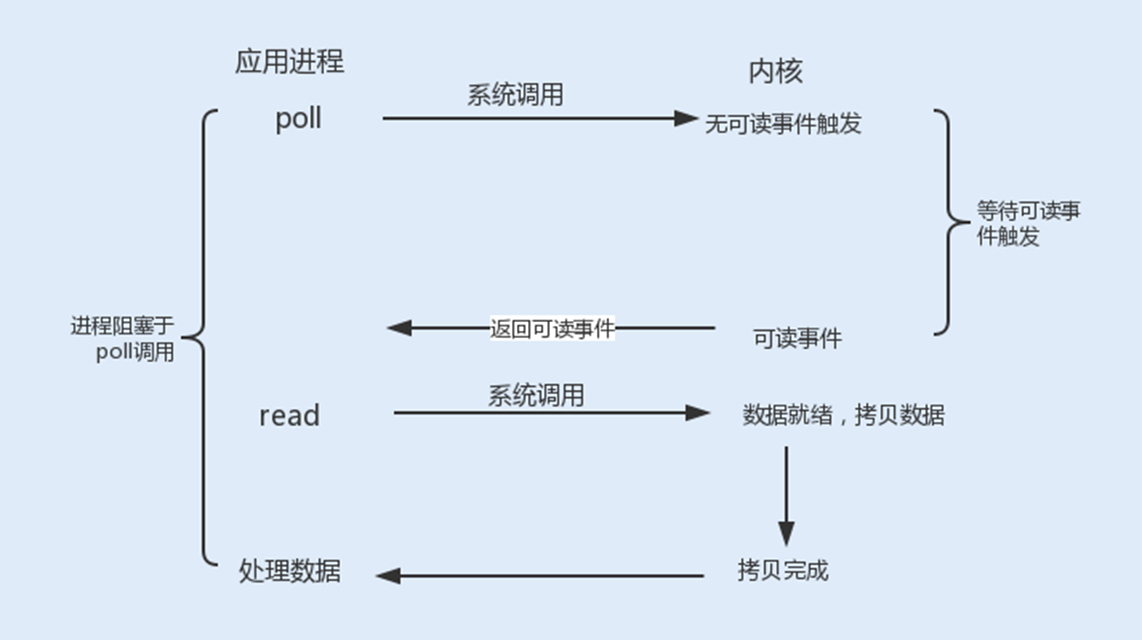 应用进程
内核
系统调用
poll
无可读事件触发
等待可读事
件触发
进程阻塞于
poll调用
返回可读事件
可读事件
系统调用
read
数据就绪，拷贝数据
处理数据
拷贝完成